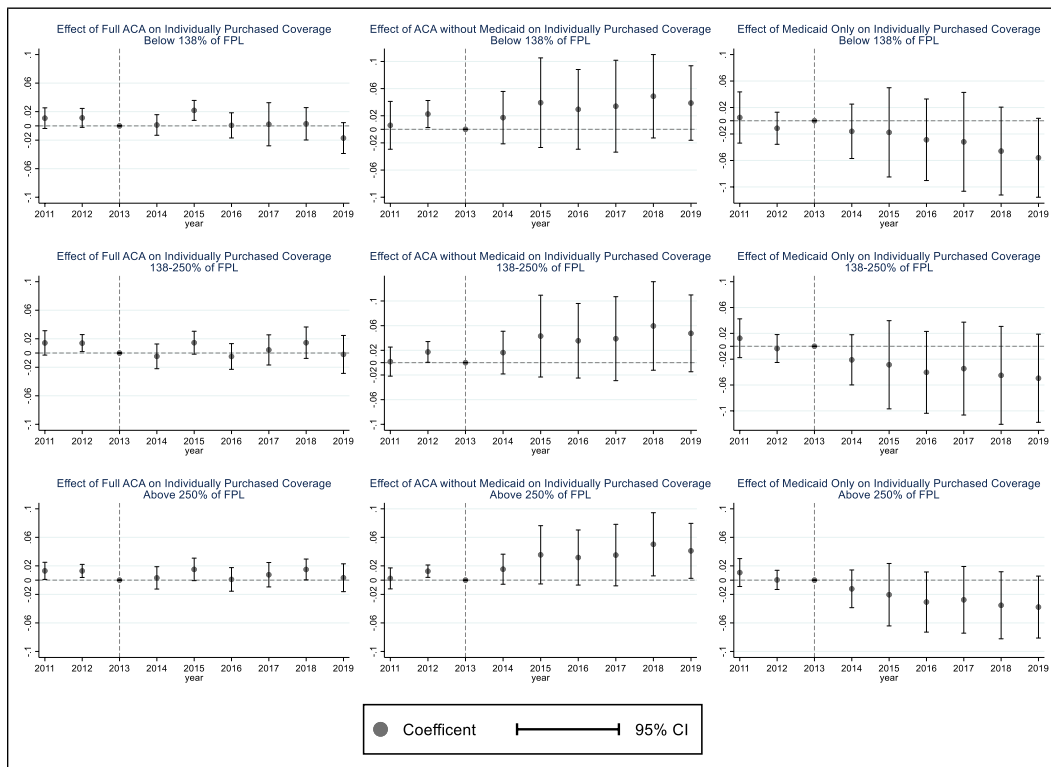 Effect of Full ACA on Individually Purchased Coverage
Below 138% of FPL
.1
.06
.02
0
-.02
-.06
-.1
2011 2012 2013 2014 2015 2016 2017 2018 2019
year
Effect of ACA without Medicaid on Individually Purchased Coverage
Below 138% of FPL
.1
.06
.02
0
-.02
-.06
-.1
2011 2012 2013 2014 2015 2016 2017 2018 2019
year
Effect of Medicaid Only on Individually Purchased Coverage
Below 138% of FPL
.1
.06
.02
0
-.02
-.06
-.1
2011 2012 2013 2014 2015 2016 2017 2018 2019
year
Effect of Full ACA on Individually Purchased Coverage
138-250% of FPL
.1
.06
.02
0
-.02
-.06
-.1
2011 2012 2013 2014 2015 2016 2017 2018 2019
year
Effect of ACA without Medicaid on Individually Purchased Coverage
138-250% of FPL
.1
.06
.02
0
-.02
-.06
-.1
2011 2012 2013 2014 2015 2016 2017 2018 2019
year
Effect of Medicaid Only on Individually Purchased Coverage
138-250% of FPL
.1
.06
.02
0
-.02
-.06
-.1
2011 2012 2013 2014 2015 2016 2017 2018 2019
year
Effect of Full ACA on Individually Purchased Coverage
Above 250% of FPL
.1
.06
.02
0
-.02
-.06
-.1
2011 2012 2013 2014 2015 2016 2017 2018 2019
year
Effect of ACA without Medicaid on Individually Purchased Coverage
Above 250% of FPL
.1
.06
.02
0
-.02
-.06
-.1
2011 2012 2013 2014 2015 2016 2017 2018 2019
year
Effect of Medicaid Only on Individually Purchased Coverage
Above 250% of FPL
.1
.06
.02
0
-.02
-.06
-.1
2011 2012 2013 2014 2015 2016 2017 2018 2019
year
Coefficent 95% CI